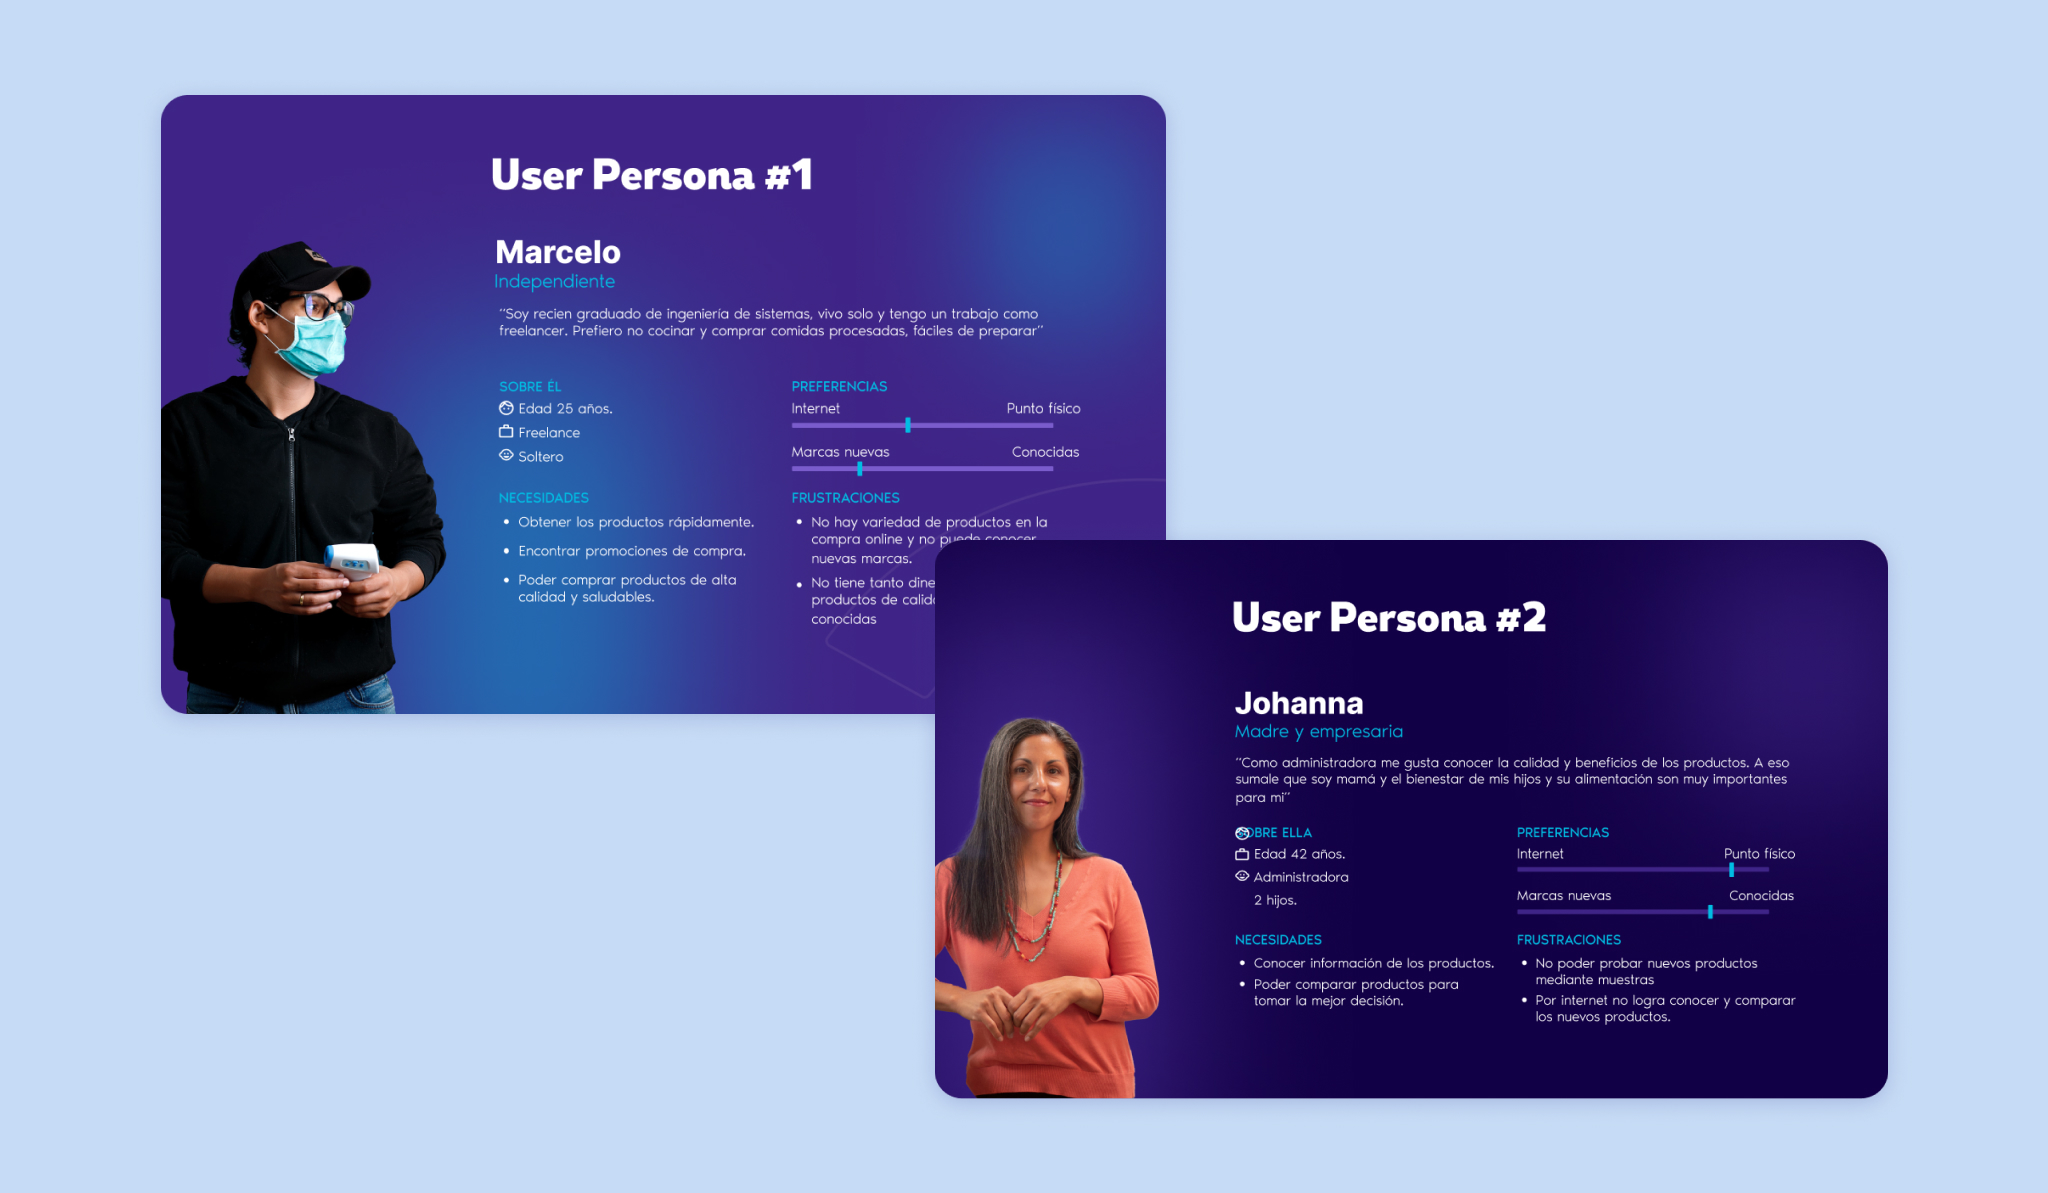 User Persona #1
Marcelo
Independiente
“Soy recien graduado de ingeniería de sistemas, vivo solo y tengo un trabajo como
freelancer. Prefiero no cocinar y comprar comidas procesadas, fáciles de preparar”
SOBRE ÉL
Edad 25 años.
Freelance
Soltero
PREFERENCIAS
Internet Punto físico
Marcas nuevas Conocidas
NECESIDADES
• Obtener los productos rápidamente.
• Encontrar promociones de compra.
• Poder comprar productos de alta
calidad y saludables.
FRUSTRACIONES
• No hay variedad de productos en la
compra online y no puede conocer
nuevas marcas.
• No tiene tanto
productos de
conocidas
User Persona #2
Johanna
Madre y empresaria
“Como administradora me gusta conocer la calidad y beneficios de los productos. A eso
sumale que soy mamá y el bienestar de mis hijos y su alimentación son muy importantes
para mi”
SOBRE ELLA
Edad 42 años.
Administradora
2 hijos.
PREFERENCIAS
Internet Punto físico
Marcas nuevas Conocidas
NECESIDADES
• Conocer información de los productos.
• Poder comparar productos para
tomar la mejor decisión.
FRUSTRACIONES
• No poder probar nuevos productos
mediante muestras
• Por internet no logra conocer y comparar
los nuevos productos.